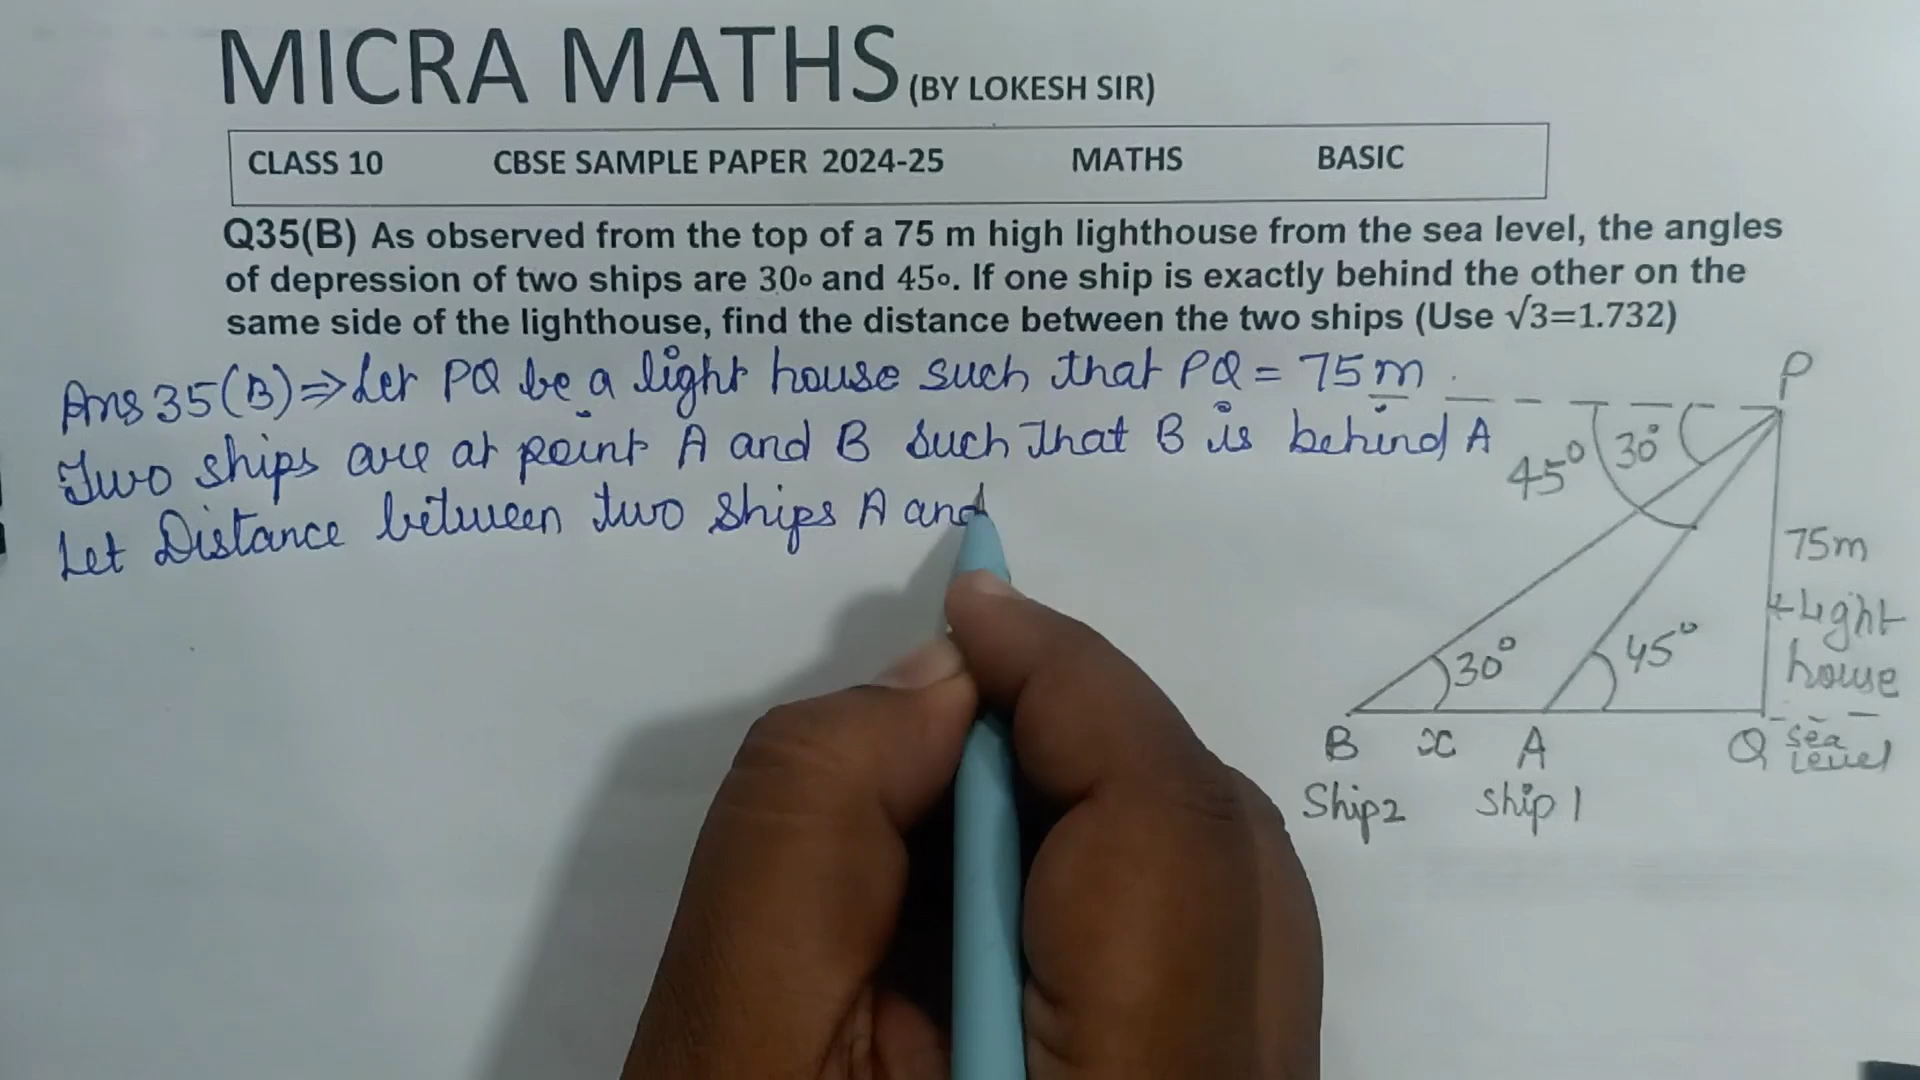 MICRA MATHS (BY LOKESH SIR)
CLASS 10 CBSE SAMPLE PAPER 2024-25 MATHS BASIC
Q35(B) As observed from the top of a 75 m high lighthouse from the sea level, the angles
of depression of two ships are 30o and 45o. If one ship is exactly behind the other on the
same side of the lighthouse, find the distance between the two ships (Use √3=1.732)
Ans 35(B)⇒ Let PQ be a light house such that PQ = 75m
Two ships are at point A and B such that B is behind A
Let Distance between two ships A and
P
45° 30°
75m
←Light
house
30° 45°
B x A Q sea
level
Ship2 ship 1